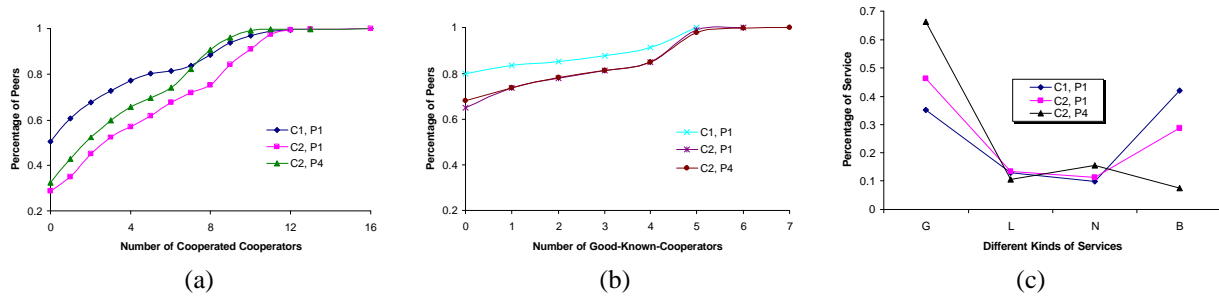 1
0.8
0.6
0.4
0.2
Percentage of Peers
C1, P1
C2, P1
C2, P4
0 4 8 12 16
Number of Cooperated Cooperators
(a)
1
0.8
0.6
0.4
0.2
Percentage of Peers
C1, P1
C2, P1
C2, P4
0 1 2 3 4 5 6 7
Number of Good-Known-Cooperators
(b)
0.7
0.6
0.5
0.4
0.3
0.2
0.1
0
Percentage of Service
C1, P1
C2, P1
C2, P4
G L N B
Different Kinds of Services
(c)